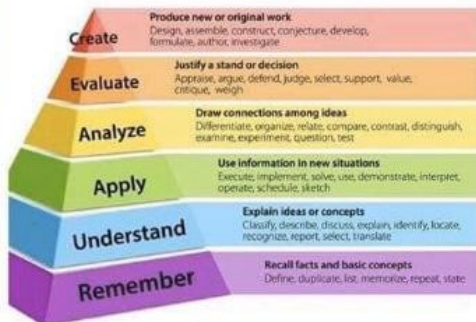 Create
Produce new or original work
Design, assemble, construct, conjecture, develop,
formulate, author, investigate
Evaluate
Justify a stand or decision
Appraise, argue, defend, judge, select, support, value,
critique, weigh
Analyze
Draw connections among ideas
Differentiate, organize, relate, compare, contrast, distinguish,
examine, experiment, question, test
Apply
Use information in new situations
Execute, implement, solve, use, demonstrate, interpret,
operate, schedule, sketch
Understand
Explain ideas or concepts
Classify, describe, discuss, explain, identify, locate,
recognize, report, select, translate
Remember
Recall facts and basic concepts
Define, duplicate, list, memorize, repeat, state